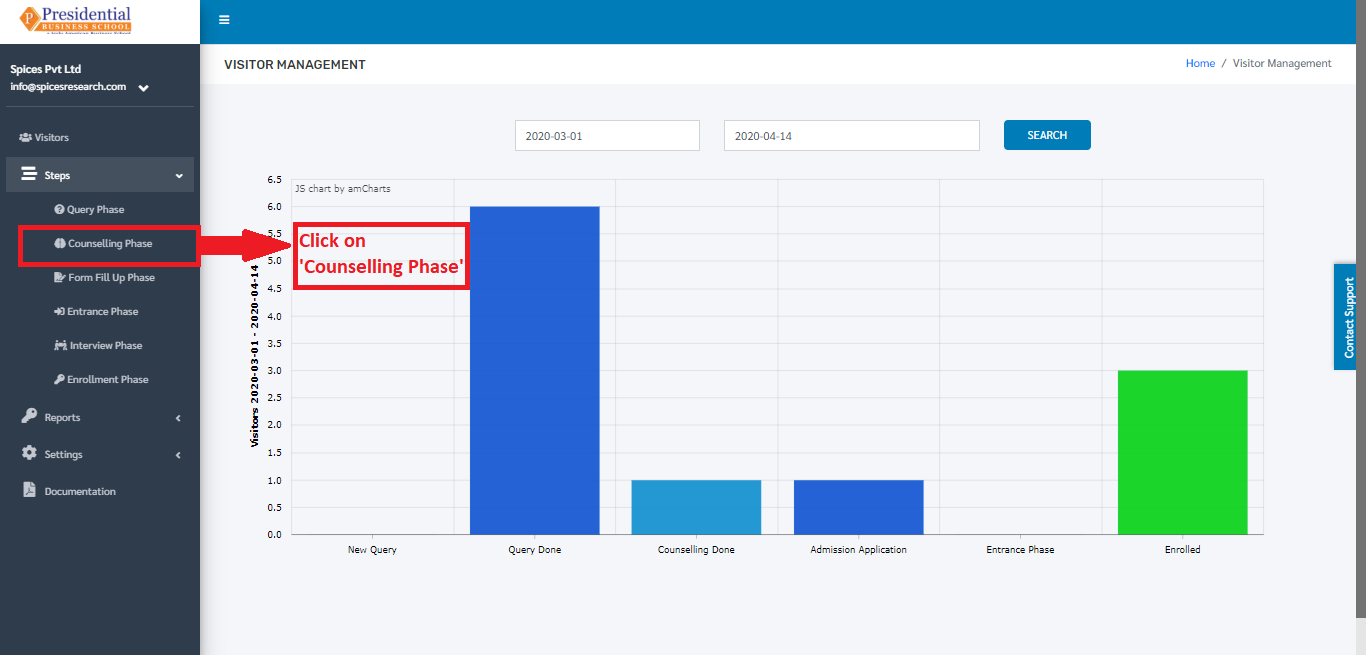 Presidential
BUSINESS SCHOOL
Spices Pvt Ltd
info@spicesresearch.com
Visitors
Steps
Query Phase
Counselling Phase
Form Fill Up Phase
Entrance Phase
Interview Phase
Enrollment Phase
Reports
Settings
Documentation
VISITOR MANAGEMENT
Home / Visitor Management
2020-03-01
2020-04-14
SEARCH
JS chart by amCharts
Click on
'Counselling Phase'
Visitors 2020-03-01 - 2020-04-14
6.5
6.0
5.5
5.0
4.5
4.0
3.5
3.0
2.5
2.0
1.5
1.0
0.5
0.0
New Query
Query Done
Counselling Done
Admission Application
Entrance Phase
Enrolled
Contact Support